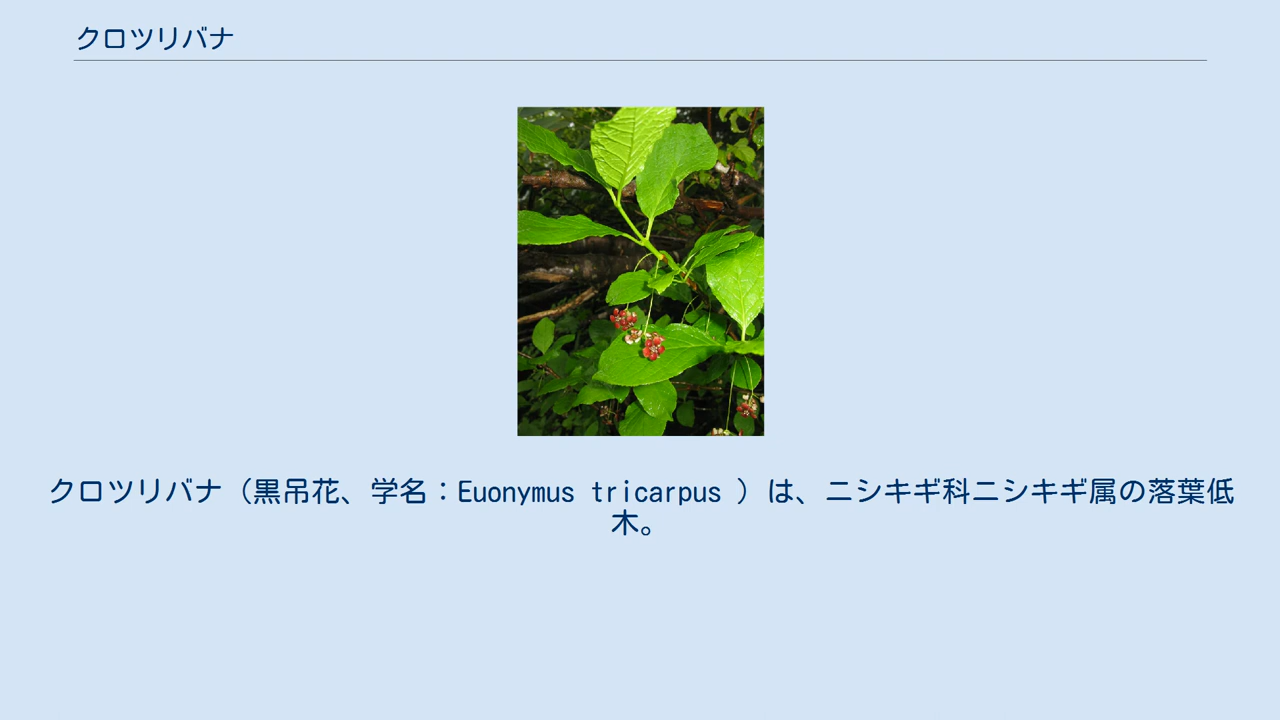 クロツリバナ
クロツリバナ（黒吊花、学名：Euonymus tricarpus ）は、ニシキギ科ニシキギ属の落葉低
木。